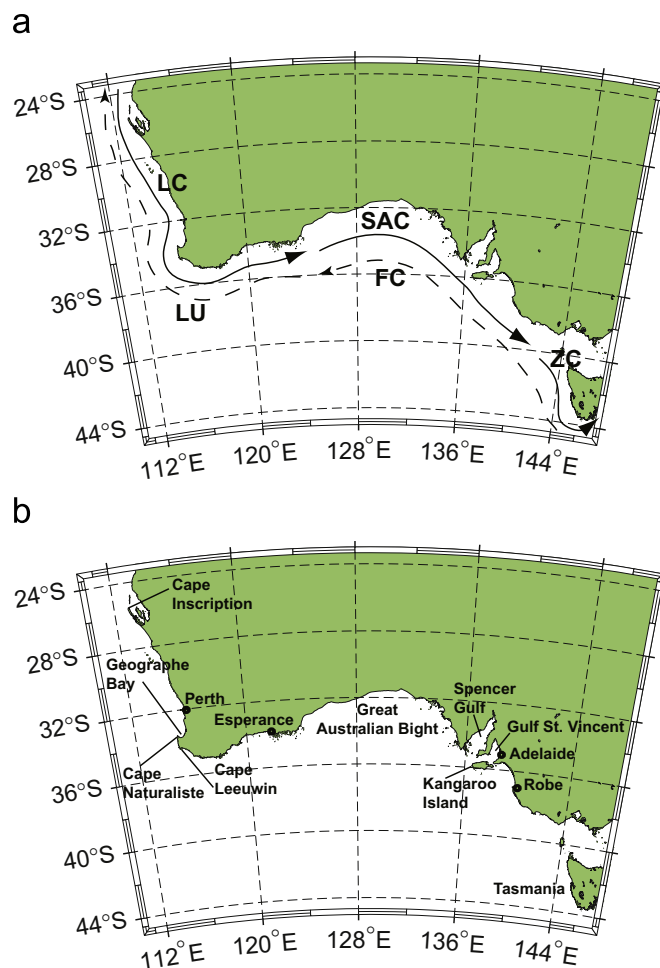 a
24°S
28°S
32°S
36°S
40°S
44°S
LC
SAC
FC
LU
ZC
112°E
120°E
128°E
136°E
144°E
b
24°S
28°S
32°S
36°S
40°S
44°S
Cape
Inscription
Geographe
Bay
Perth
Esperance
Great
Australian Bight
Spencer
Gulf
Gulf St. Vincent
Adelaide
Cape
Naturaliste
Cape
Leeuwin
Kangaroo
Island
Robe
Tasmania
112°E
120°E
128°E
136°E
144°E